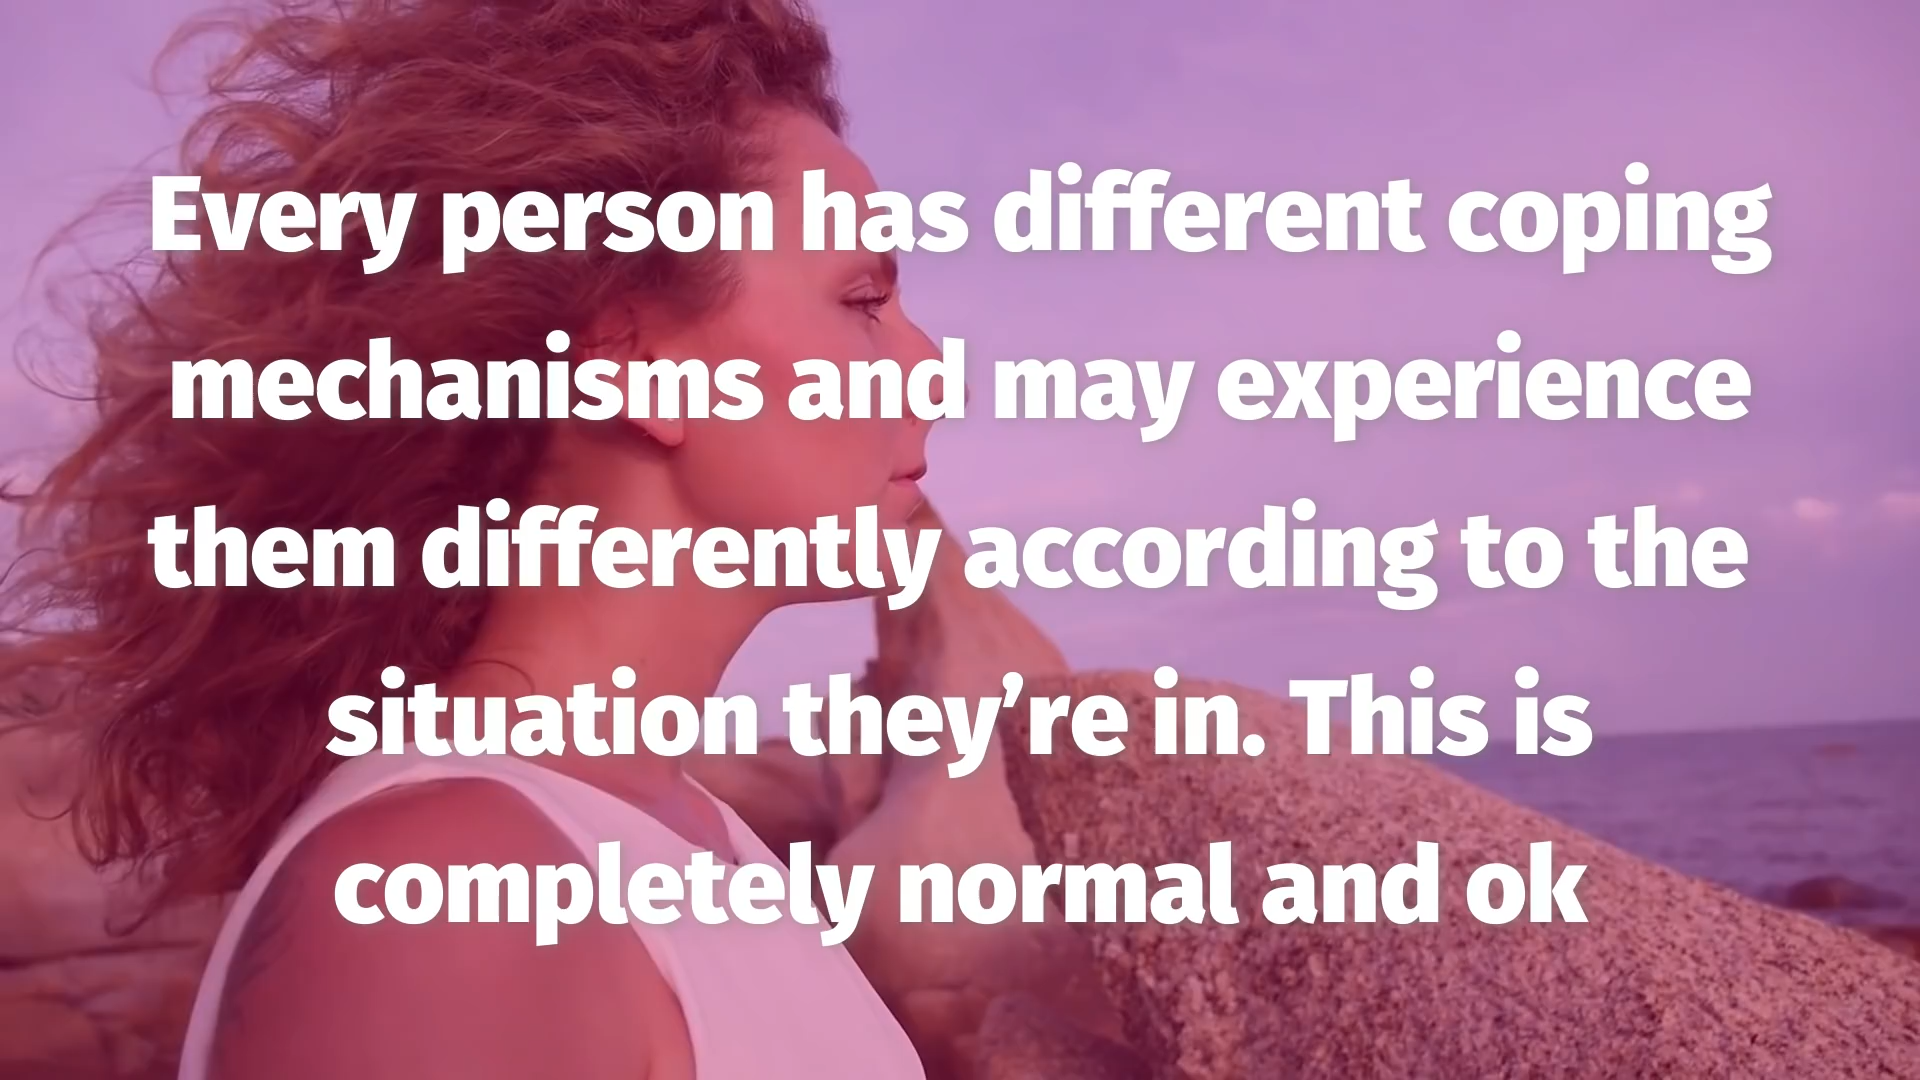 Every person has different coping
mechanisms and may experience
them differently according to the
situation they’re in. This is
completely normal and ok